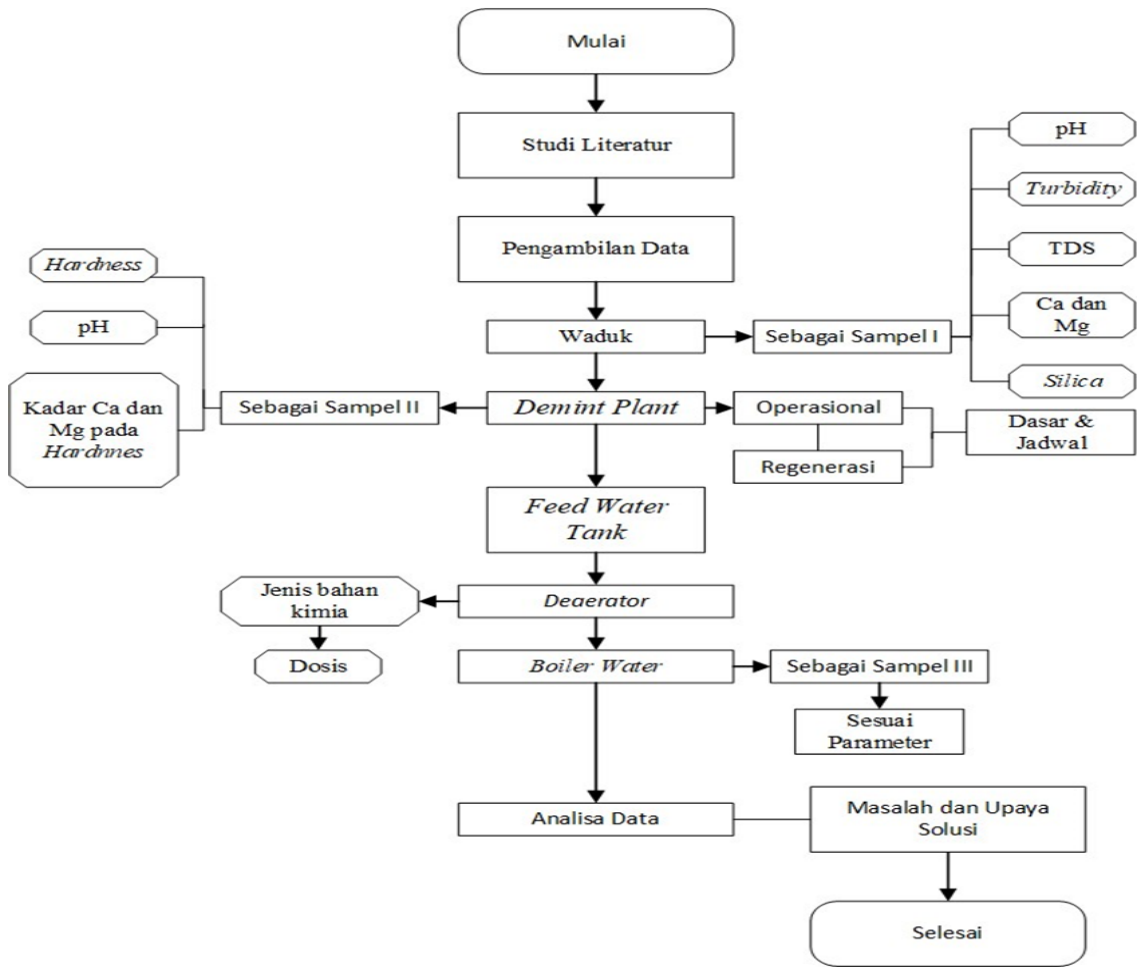 Mulai
Studi Literatur
Pengambilan Data
Waduk
Sebagai Sampel I
pH
Turbidity
TDS
Ca dan
Mg
Silica
Demint Plant
Sebagai Sampel II
Hardness
pH
Kadar Ca dan
Mg pada
Hardnnes
Operasional
Regenerasi
Dasar &
Jadwal
Feed Water
Tank
Deaerator
Jenis bahan
kimia
Dosis
Boiler Water
Sebagai Sampel III
Sesuai
Parameter
Analisa Data
Masalah dan Upaya
Solusi
Selesai